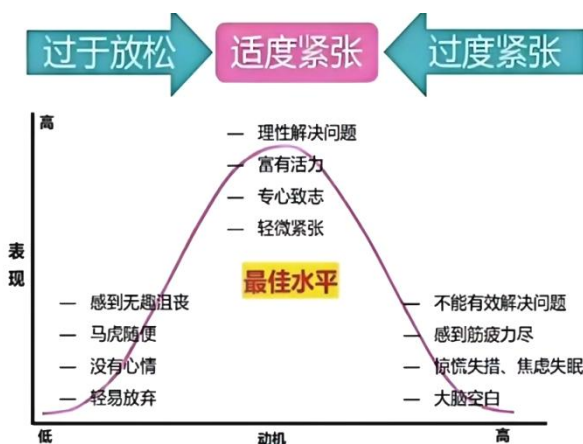 过于放松
适度紧张
过度紧张
高
— 理性解决问题
— 富有活力
— 专心致志
— 轻微紧张
表现
最佳水平
— 感到无趣沮丧
— 马虎随便
— 没有心情
— 轻易放弃
— 不能有效解决问题
— 感到筋疲力尽
— 惊慌失措、焦虑失眠
— 大脑空白
低
动机
高